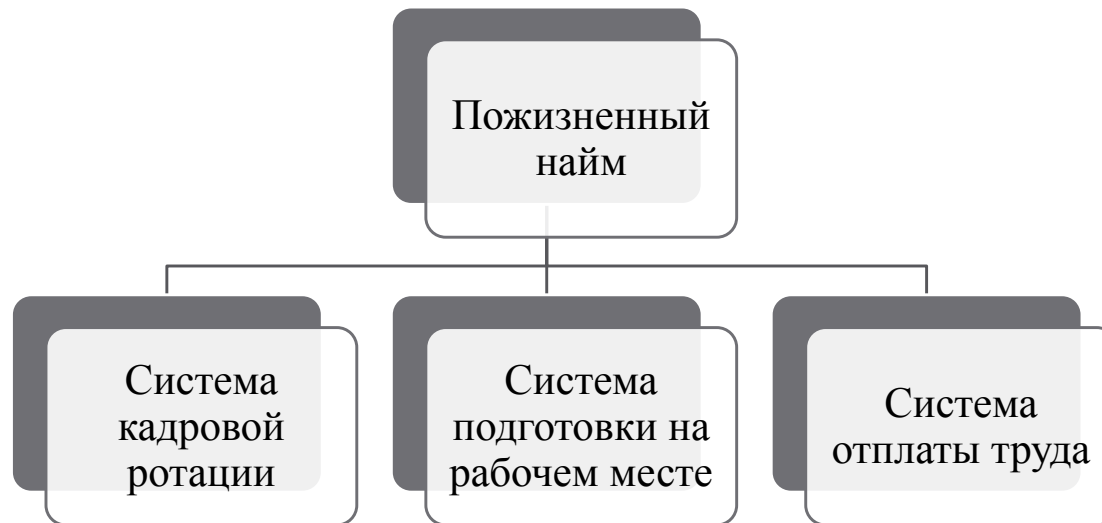 Пожизненный
найм
Система
кадровой
ротации
Система
подготовки на
рабочем месте
Система
отплаты труда